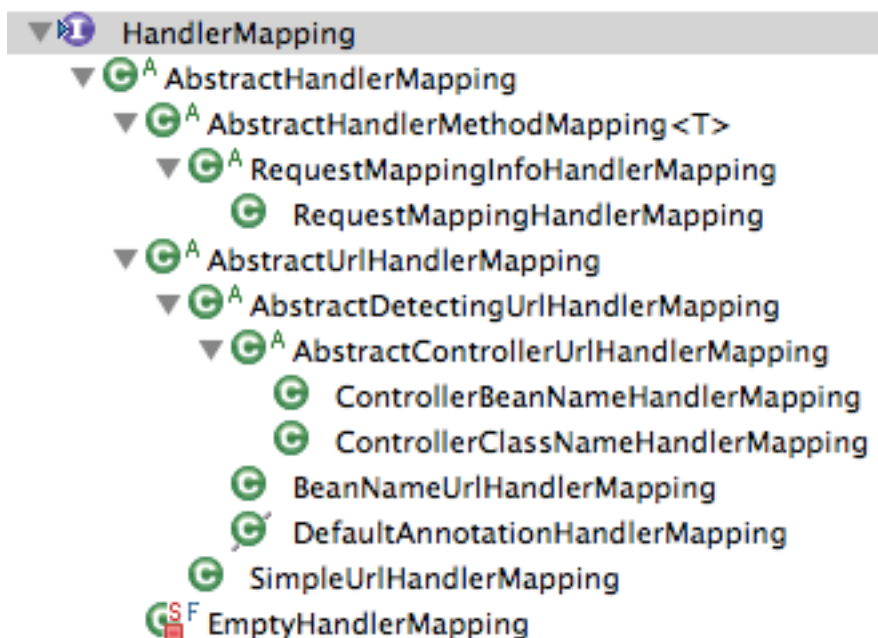 HandlerMapping
A AbstractHandlerMapping
A AbstractHandlerMethodMapping<T>
A RequestMappingInfoHandlerMapping
RequestMappingHandlerMapping
A AbstractUrlHandlerMapping
A AbstractDetectingUrlHandlerMapping
A AbstractControllerUrlHandlerMapping
ControllerBeanNameHandlerMapping
ControllerClassNameHandlerMapping
BeanNameUrlHandlerMapping
DefaultAnnotationHandlerMapping
SimpleUrlHandlerMapping
S F EmptyHandlerMapping